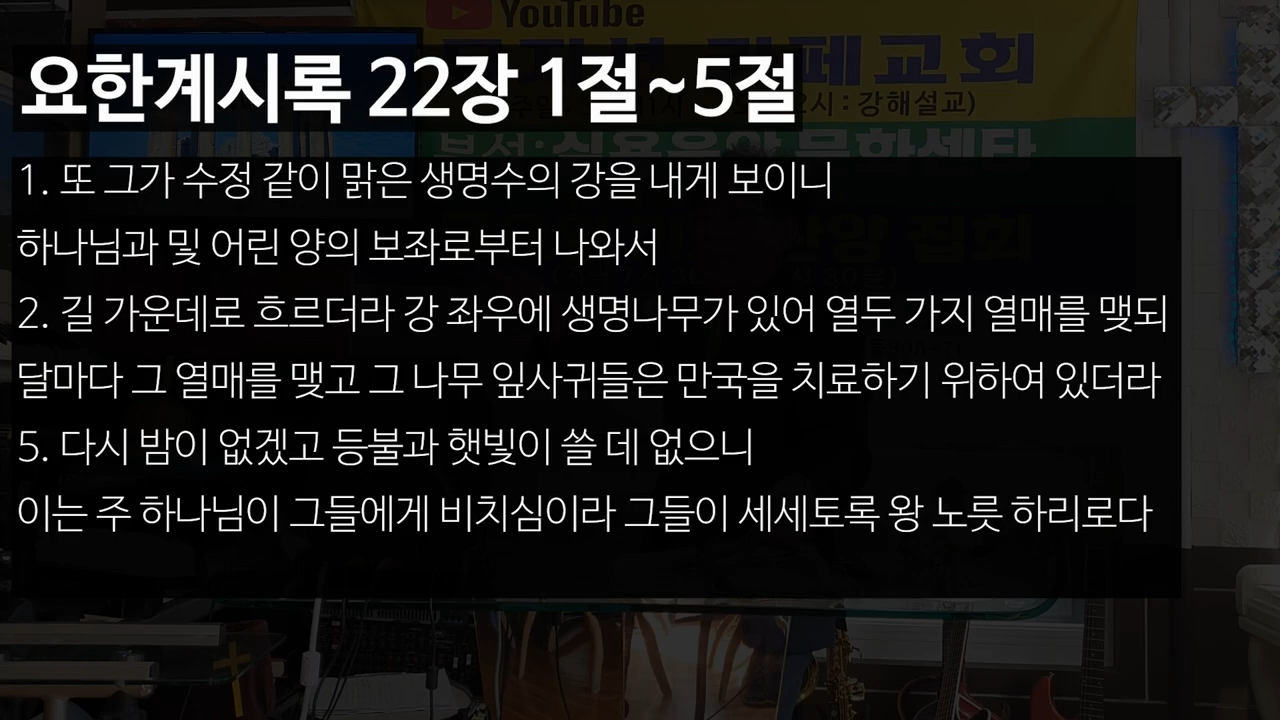 YouTube
카페교회
2시 : 강해설교)
요한계시록 22장 1절~5절
1. 또 그가 수정 같이 맑은 생명수의 강을 내게 보이니
하나님과 및 어린 양의 보좌로부터 나와서
2. 길 가운데로 흐르더라 강 좌우에 생명나무가 있어 열두 가지 열매를 맺되
달마다 그 열매를 맺고 그 나무 잎사귀들은 만국을 치료하기 위하여 있더라
5. 다시 밤이 없겠고 등불과 햇빛이 쓸 데 없으니
이는 주 하나님이 그들에게 비치심이라 그들이 세세토록 왕 노릇 하리로다